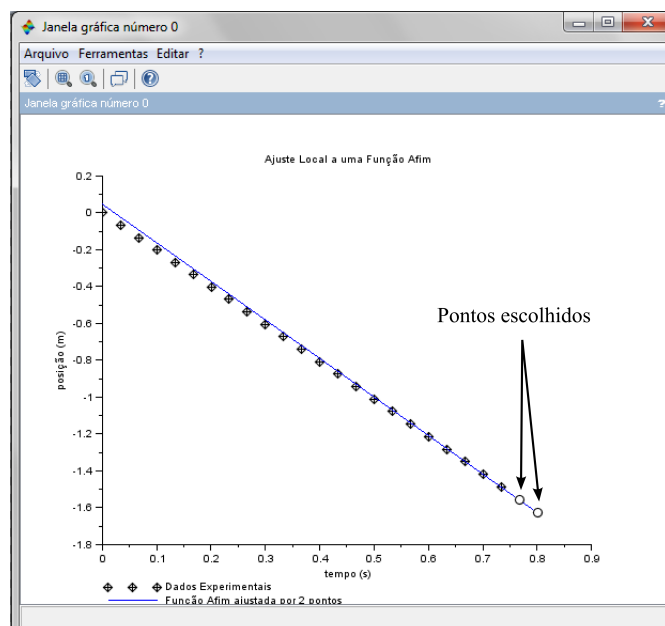 Janela gráfica número 0
Arquivo Ferramentas Editar ?
Janela gráfica número 0 ?
Ajuste Local a uma Função Afim
0.2
0
-0.2
-0.4
-0.6
-0.8
-1
-1.2
-1.4
-1.6
-1.8
posição (m)
Pontos escolhidos
0 0.1 0.2 0.3 0.4 0.5 0.6 0.7 0.8 0.9
tempo (s)
Dados Experimentais
Função Afim ajustada por 2 pontos